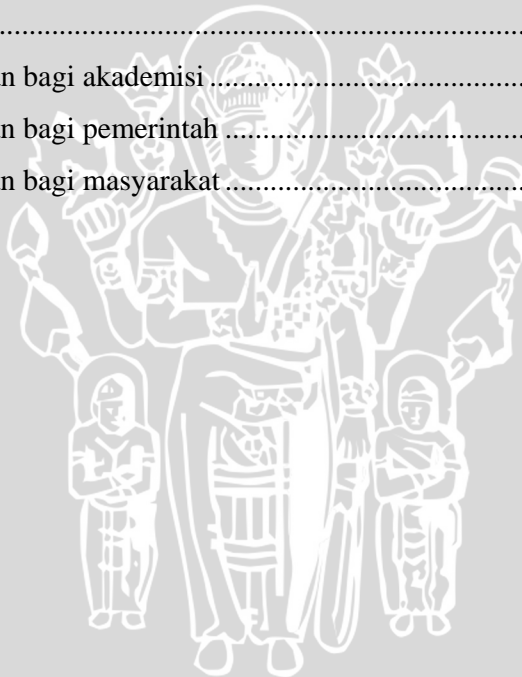 .......................................................................
n bagi akademisi ..........................................
n bagi pemerintah ........................................
n bagi masyarakat ........................................